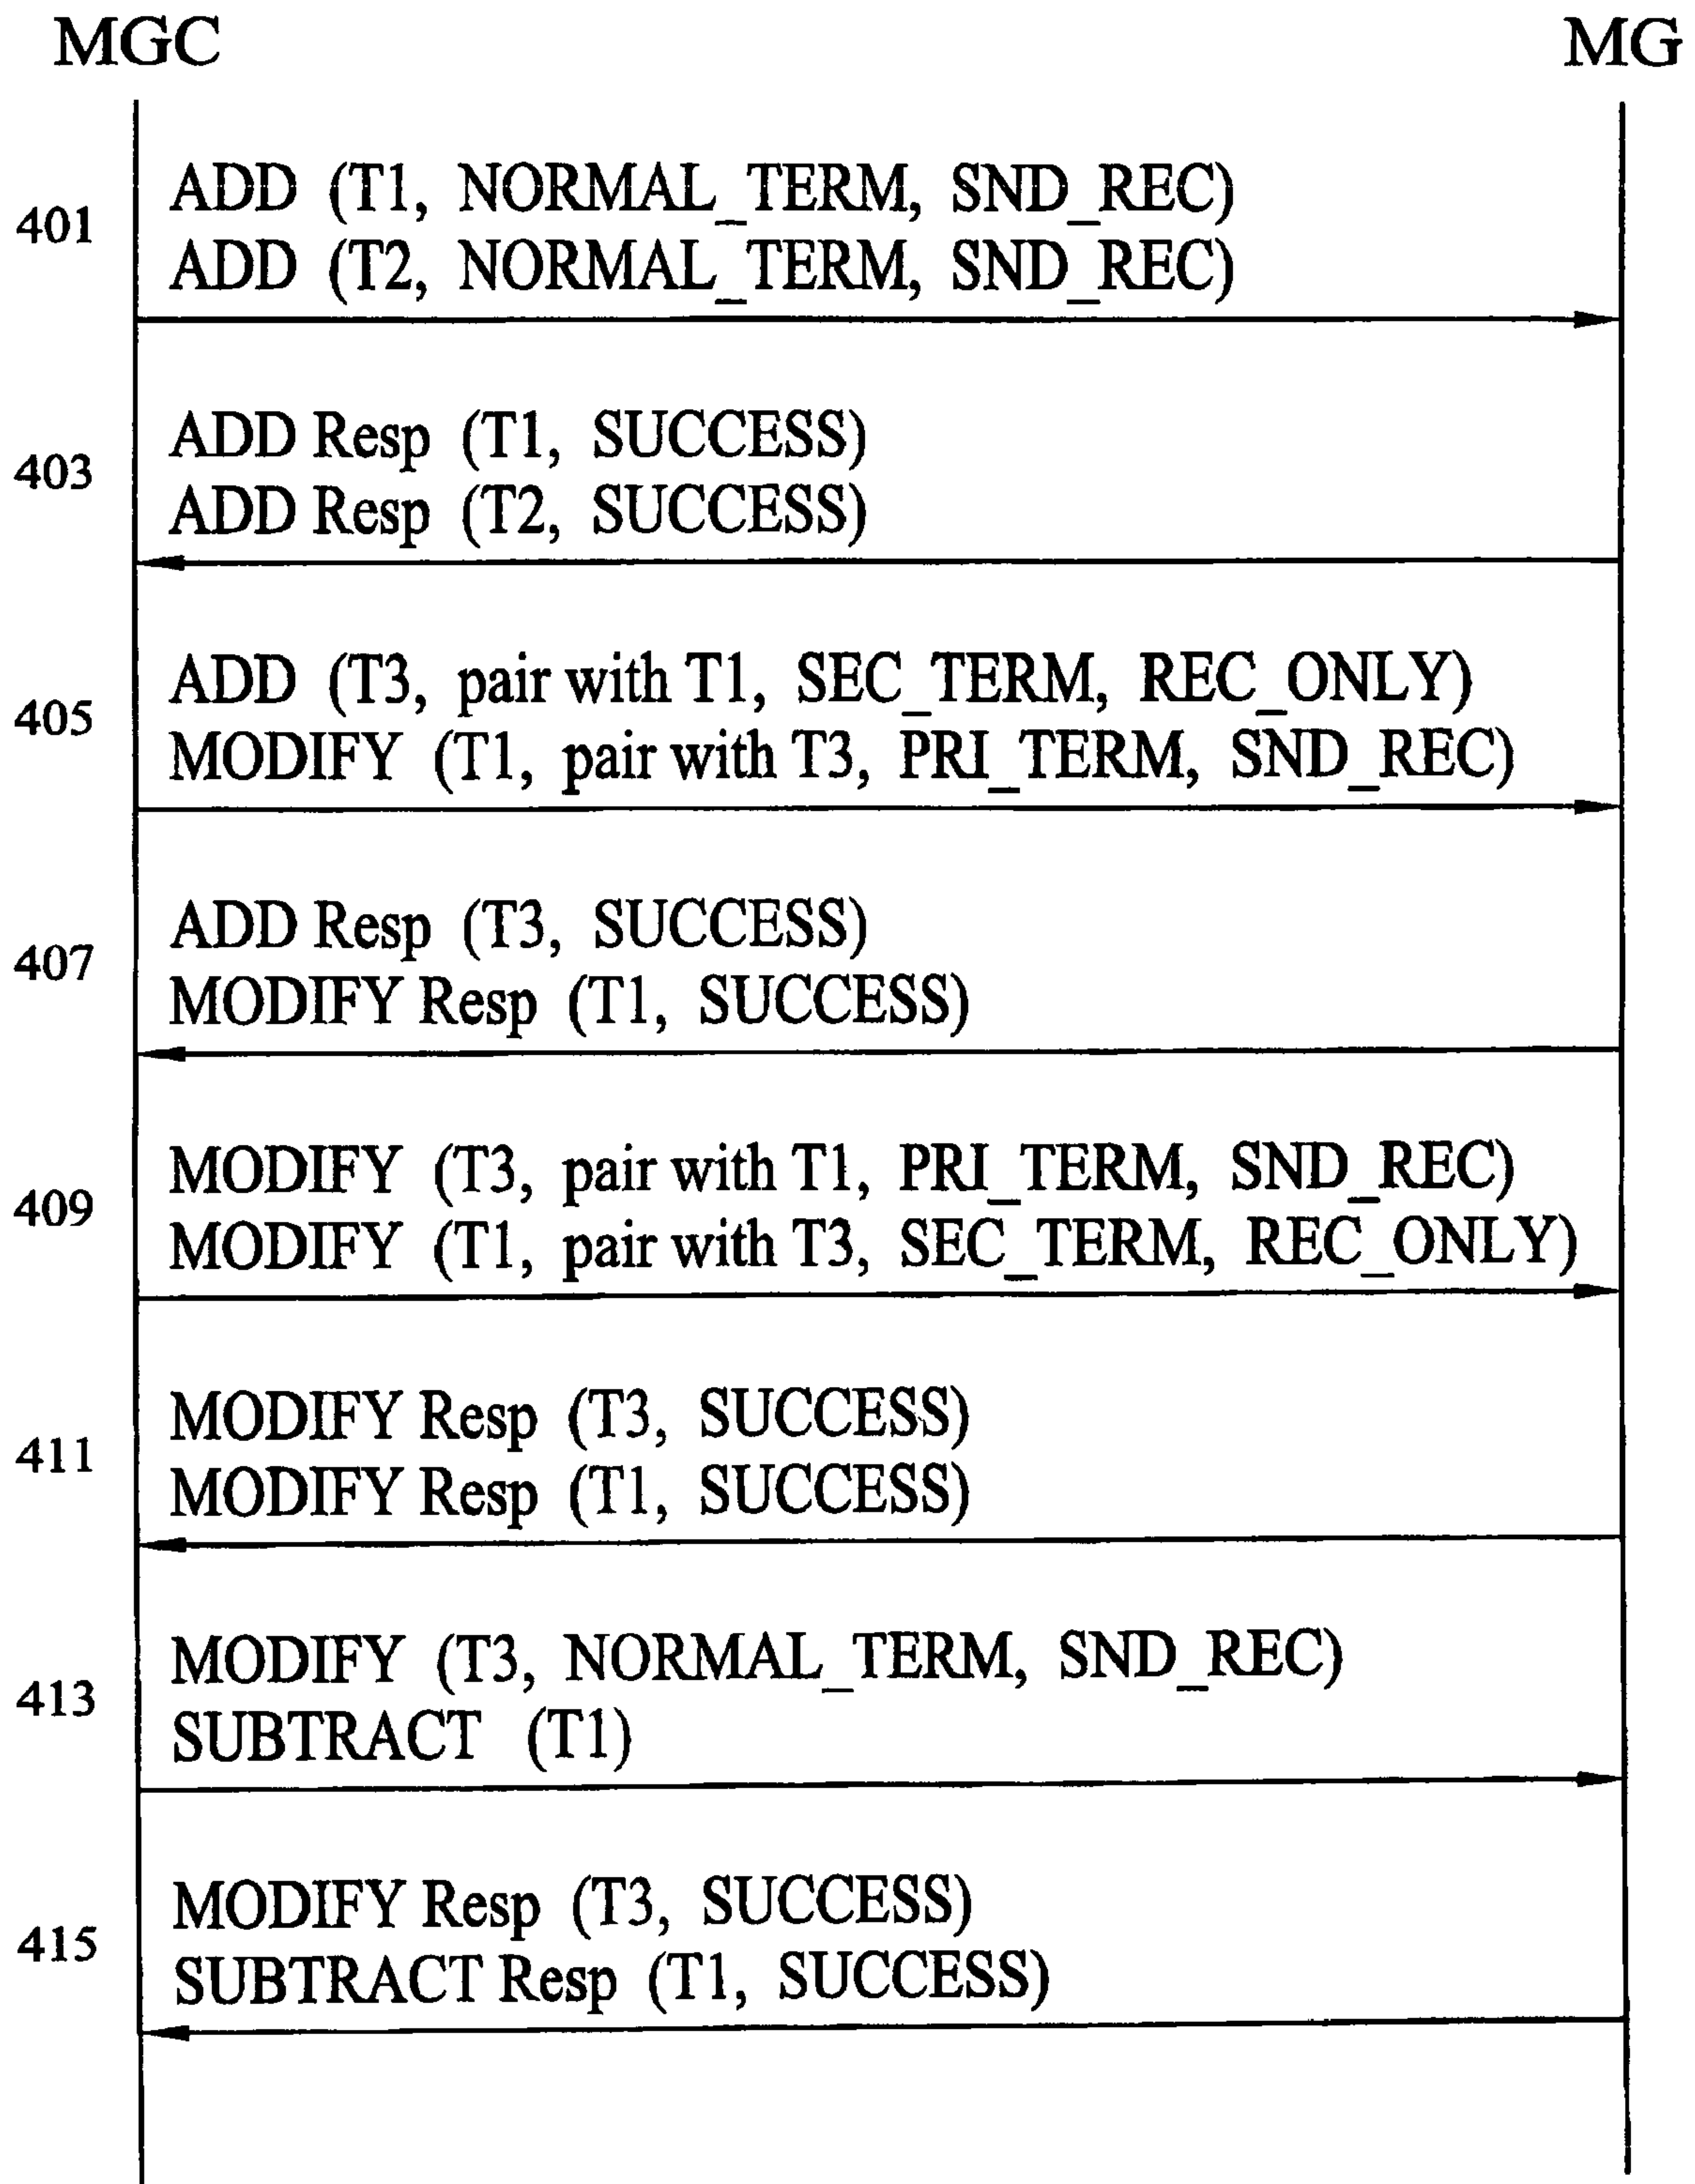 MGC MG
401
ADD (T1, NORMAL_TERM, SND_REC)
ADD (T2, NORMAL_TERM, SND_REC)
403
ADD Resp (T1, SUCCESS)
ADD Resp (T2, SUCCESS)
405
ADD (T3, pair with T1, SEC_TERM, REC_ONLY)
MODIFY (T1, pair with T3, PRI_TERM, SND_REC)
407
ADD Resp (T3, SUCCESS)
MODIFY Resp (T1, SUCCESS)
409
MODIFY (T3, pair with T1, PRI_TERM, SND_REC)
MODIFY (T1, pair with T3, SEC_TERM, REC_ONLY)
411
MODIFY Resp (T3, SUCCESS)
MODIFY Resp (T1, SUCCESS)
413
MODIFY (T3, NORMAL_TERM, SND_REC)
SUBTRACT (T1)
415
MODIFY Resp (T3, SUCCESS)
SUBTRACT Resp (T1, SUCCESS)